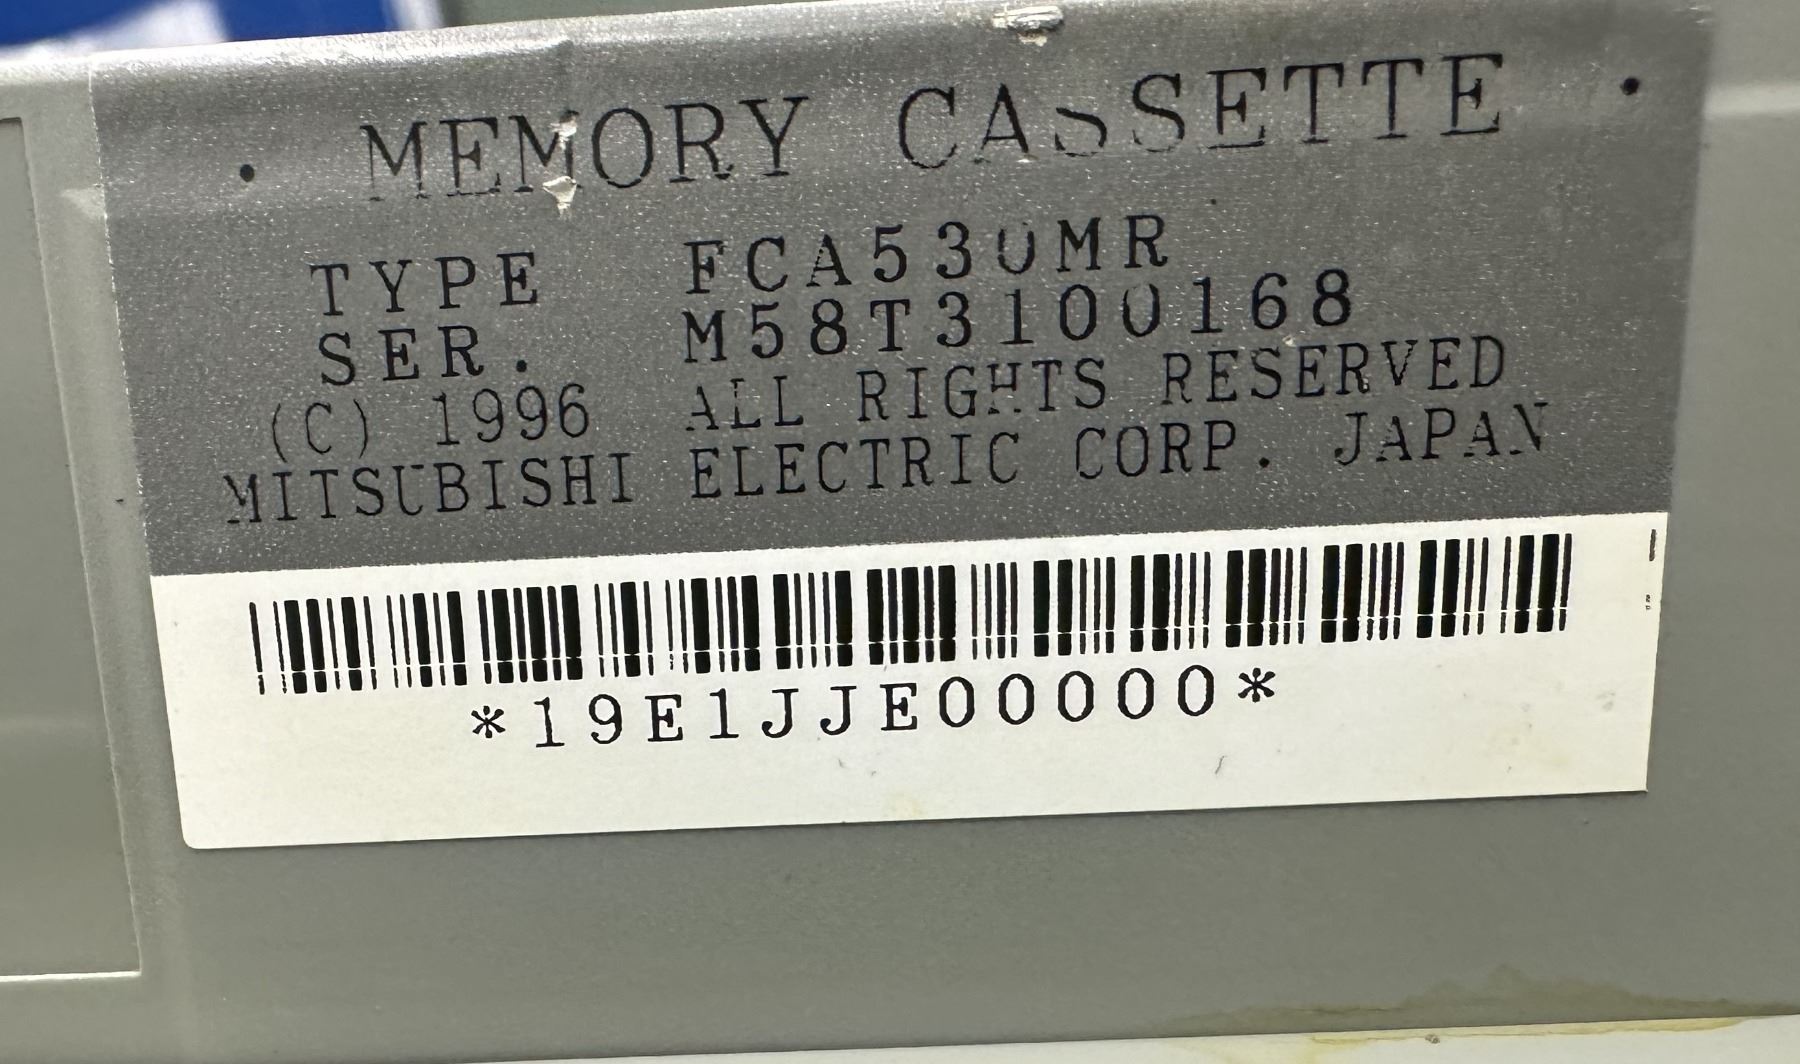 · MEMORY CASSETTE ·
TYPE FCA530MR
SER. M58T3100168
(C) 1996 ALL RIGHTS RESERVED
MITSUBISHI ELECTRIC CORP. JAPAN
*19E1JJE00000*